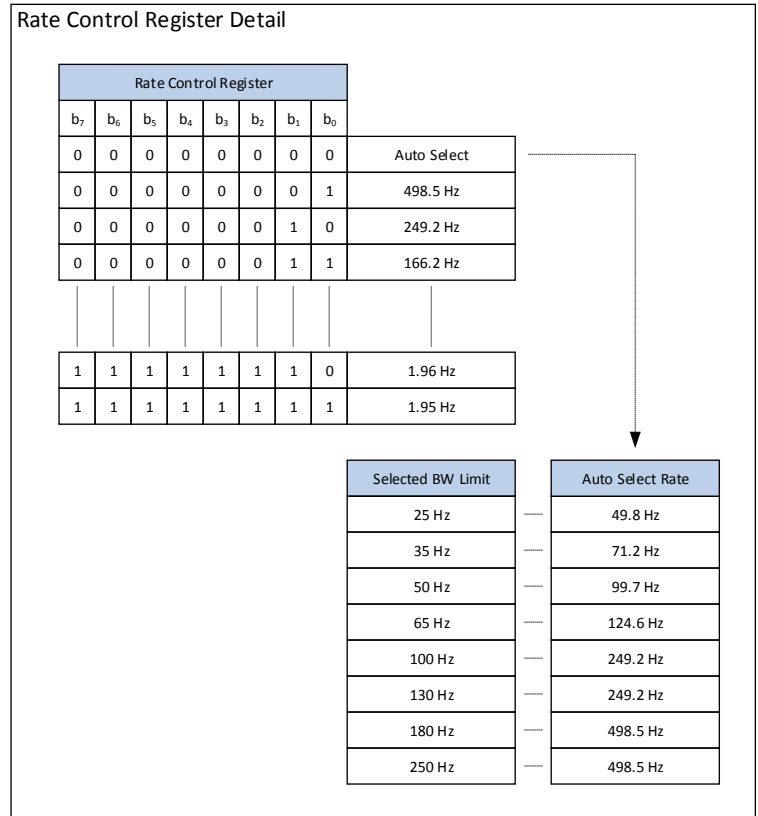 Rate Control Register Detail
Rate Control Register
b₇ b₆ b₅ b₄ b₃ b₂ b₁ b₀
0 0 0 0 0 0 0 0 Auto Select
0 0 0 0 0 0 0 1 498.5 Hz
0 0 0 0 0 0 1 0 249.2 Hz
0 0 0 0 0 0 1 1 166.2 Hz
1 1 1 1 1 1 1 0 1.96 Hz
1 1 1 1 1 1 1 1 1.95 Hz
Selected BW Limit Auto Select Rate
25 Hz 49.8 Hz
35 Hz 71.2 Hz
50 Hz 99.7 Hz
65 Hz 124.6 Hz
100 Hz 249.2 Hz
130 Hz 249.2 Hz
180 Hz 498.5 Hz
250 Hz 498.5 Hz